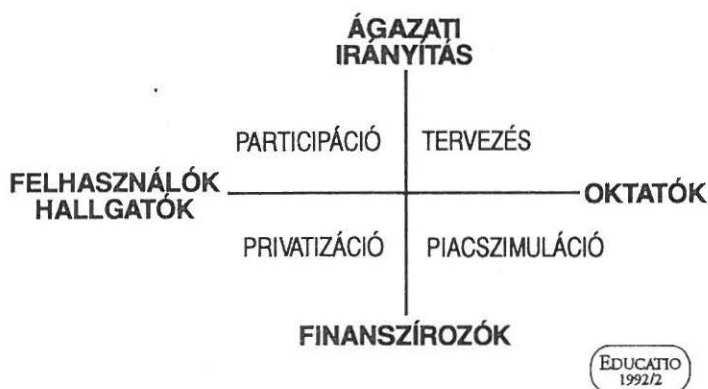 ÁGAZATI
IRÁNYÍTÁS
PARTICIPÁCIÓ TERVEZÉS
FELHASZNÁLÓK
HALLGATÓK
OKTATÓK
PRIVATIZÁCIÓ PIACSZIMULÁCIÓ
FINANSZÍROZÓK
EDUCATIO
1992/2